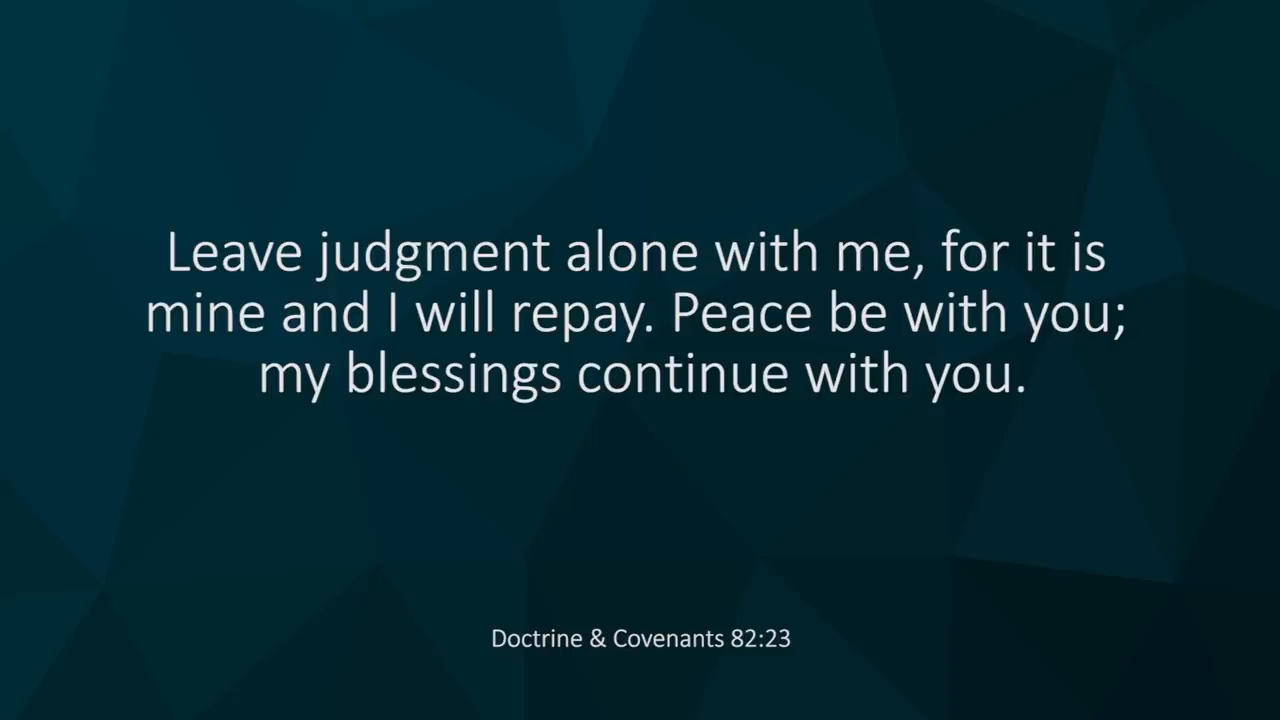 Leave judgment alone with me, for it is
mine and I will repay. Peace be with you;
my blessings continue with you.
Doctrine & Covenants 82:23